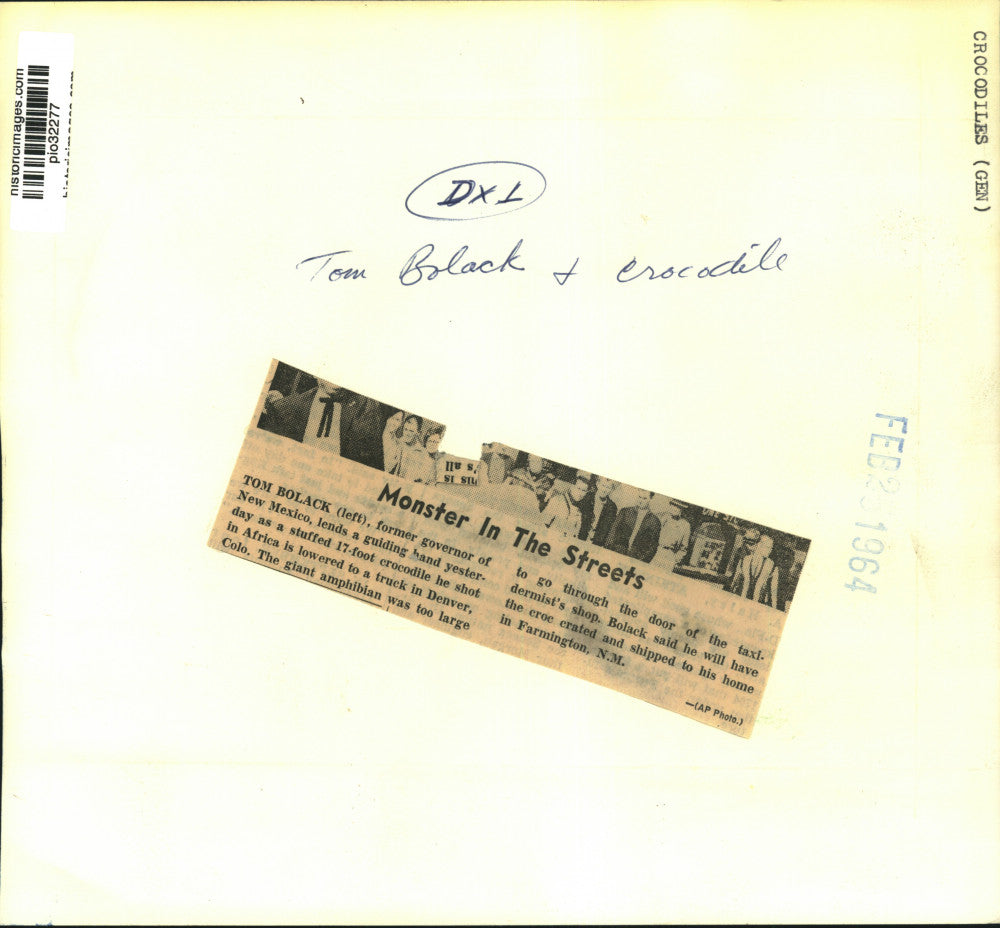 historicimages.com
pio32277
CROCODILES (GEN)
DX1
Tom Bolack & crocodile
FEB 2 1964
Monster In The Streets
TOM BOLACK (left), former governor of
New Mexico, lends a guiding hand yester-
day as a stuffed 17-foot crocodile he shot
in Africa is lowered to a truck in Denver,
Colo. The giant amphibian was too large
to go through the door of the taxi-
dermist's shop. Bolack said he will have
the croc crated and shipped to his home
in Farmington, N.M.
—(AP Photo.)